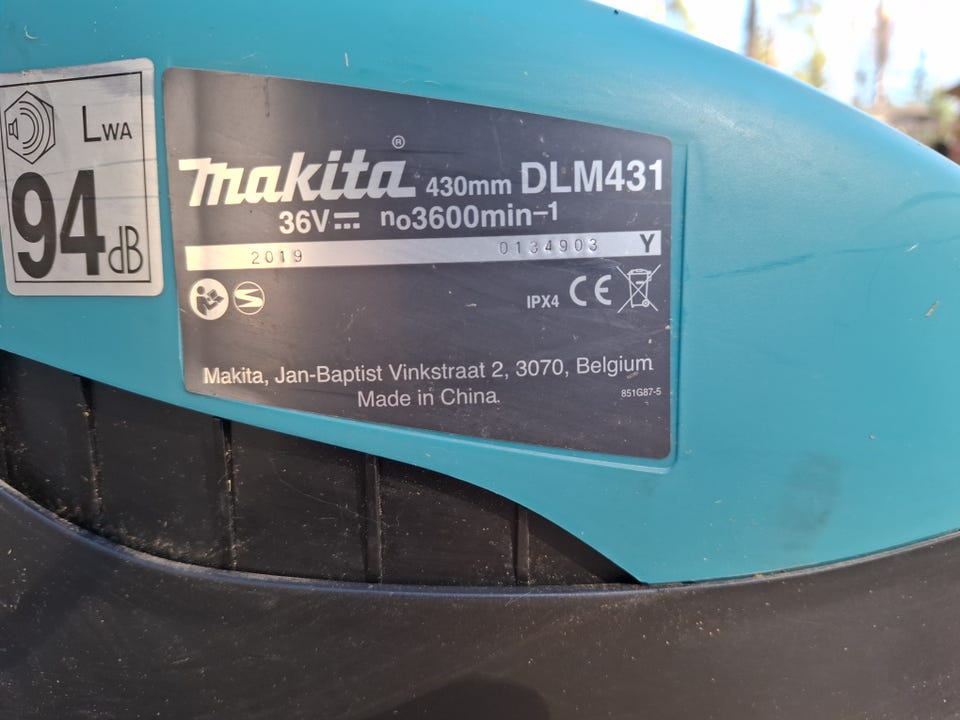 LWA
94 dB
makita® 430mm DLM431
36V no3600min–1
2019 0134903 Y
IPX4 CE
Makita, Jan-Baptist Vinkstraat 2, 3070, Belgium
Made in China
851G87-5